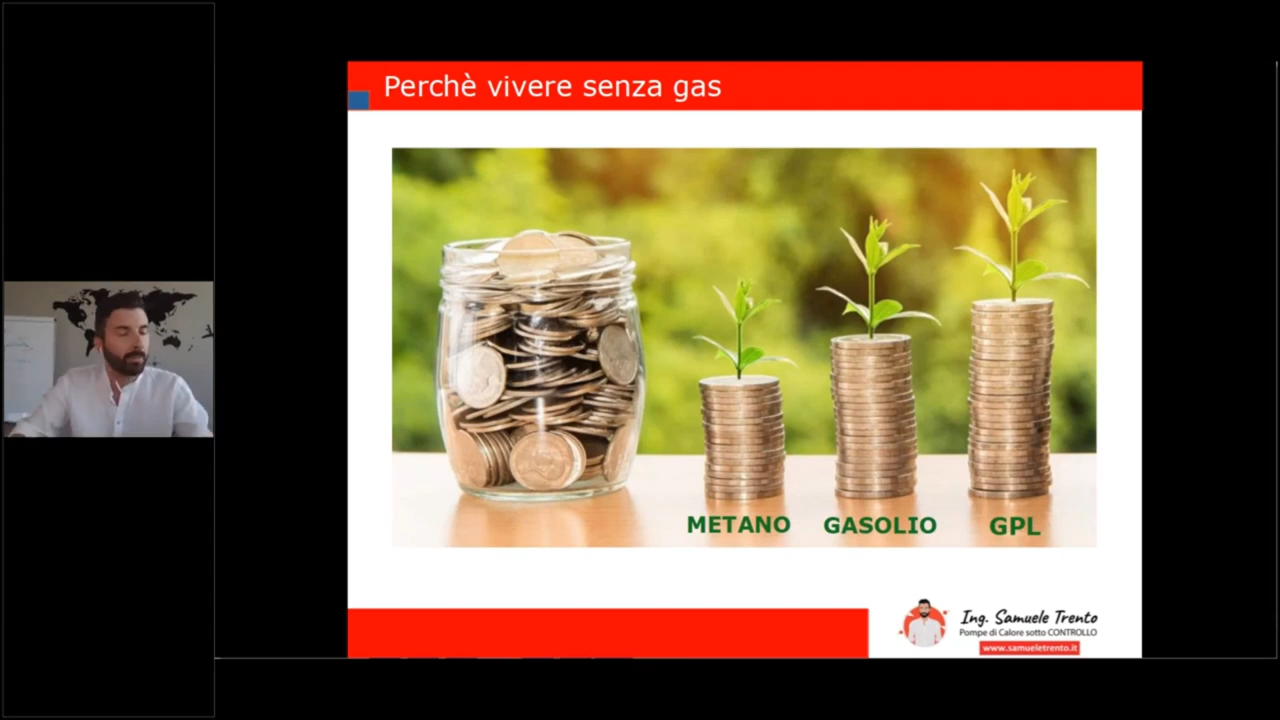 Perchè vivere senza gas
METANO GASOLIO GPL
Ing. Samuele Trento
Pompe di Calore sotto CONTROLLO
www.samueletrento.it